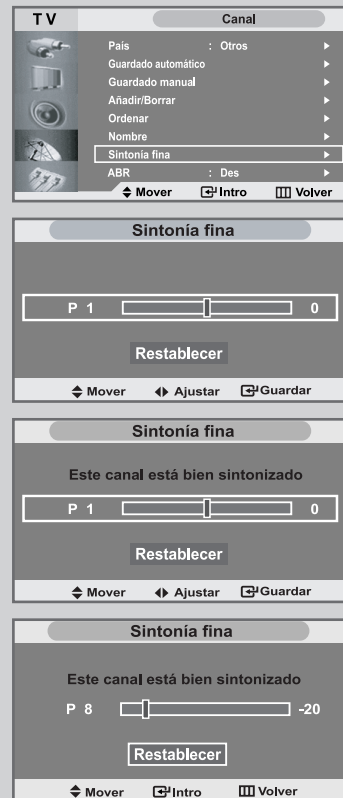 TV Canal
País : Otros
Guardado automático
Guardado manual
Añadir/Borrar
Ordenar
Nombre
Sintonía fina
ABR : Des
Mover Intro Volver
Sintonía fina
P 1 0
Restablecer
Mover Ajustar Guardar
Sintonía fina
Este canal está bien sintonizado
P 1 0
Restablecer
Mover Ajustar Guardar
Sintonía fina
Este canal está bien sintonizado
P 8 -20
Restablecer
Mover Intro Volver